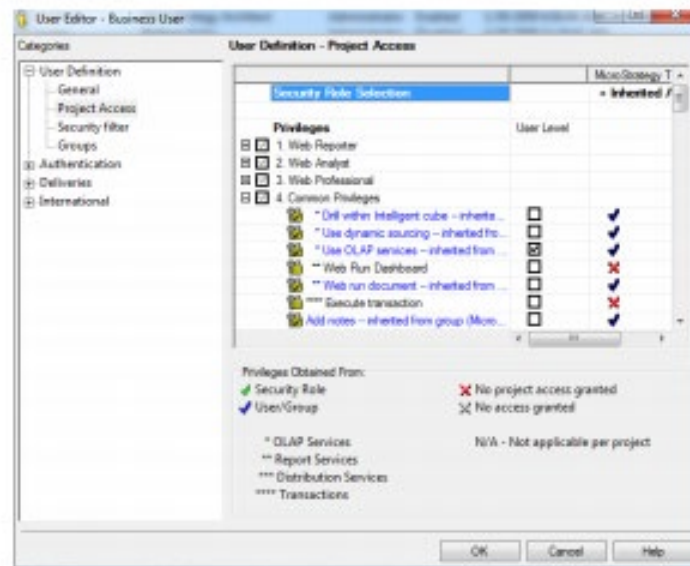 User Editor - Business User
Categories
User Definition
General
Project Access
Security filter
Groups
Authentication
Deliveries
International
User Definition - Project Access
MicroStrategy T
Security Role Selection
= Inherited A
Privileges
User Level
1. Web Reporter
2. Web Analyst
3. Web Professional
4. Common Privileges
* Drill within Intelligent cube -- inherite...
* Use dynamic sourcing -- inherited fro...
* Use OLAP services -- inherited from ...
** Web Run Dashboard
** Web run document -- inherited from ...
**** Execute transaction
Add notes -- inherited from group (Micro...
Privileges Obtained From:
Security Role
No project access granted
User/Group
No access granted
* OLAP Services
N/A - Not applicable per project
** Report Services
*** Distribution Services
**** Transactions
OK
Cancel
Help